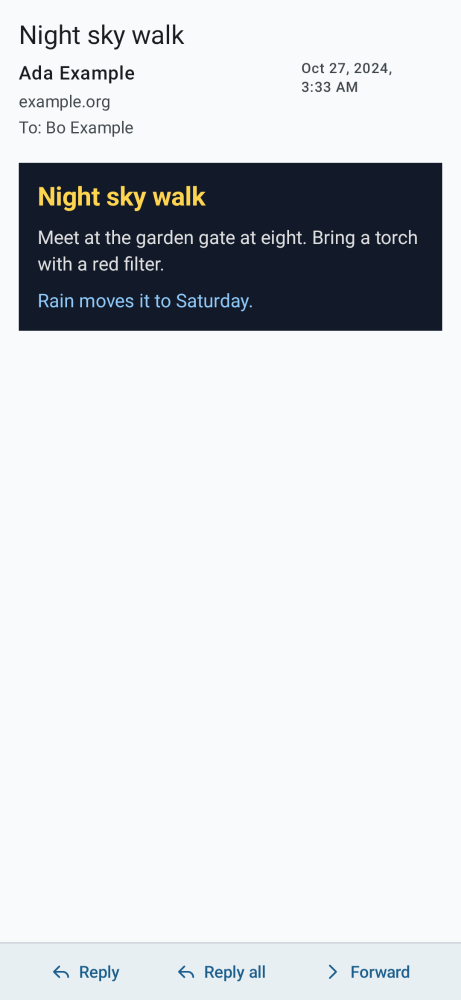 Night sky walk
Ada Example
Oct 27, 2024,
3:33 AM
example.org
To: Bo Example
Night sky walk
Meet at the garden gate at eight. Bring a torch
with a red filter.
Rain moves it to Saturday.
Reply
Reply all
Forward